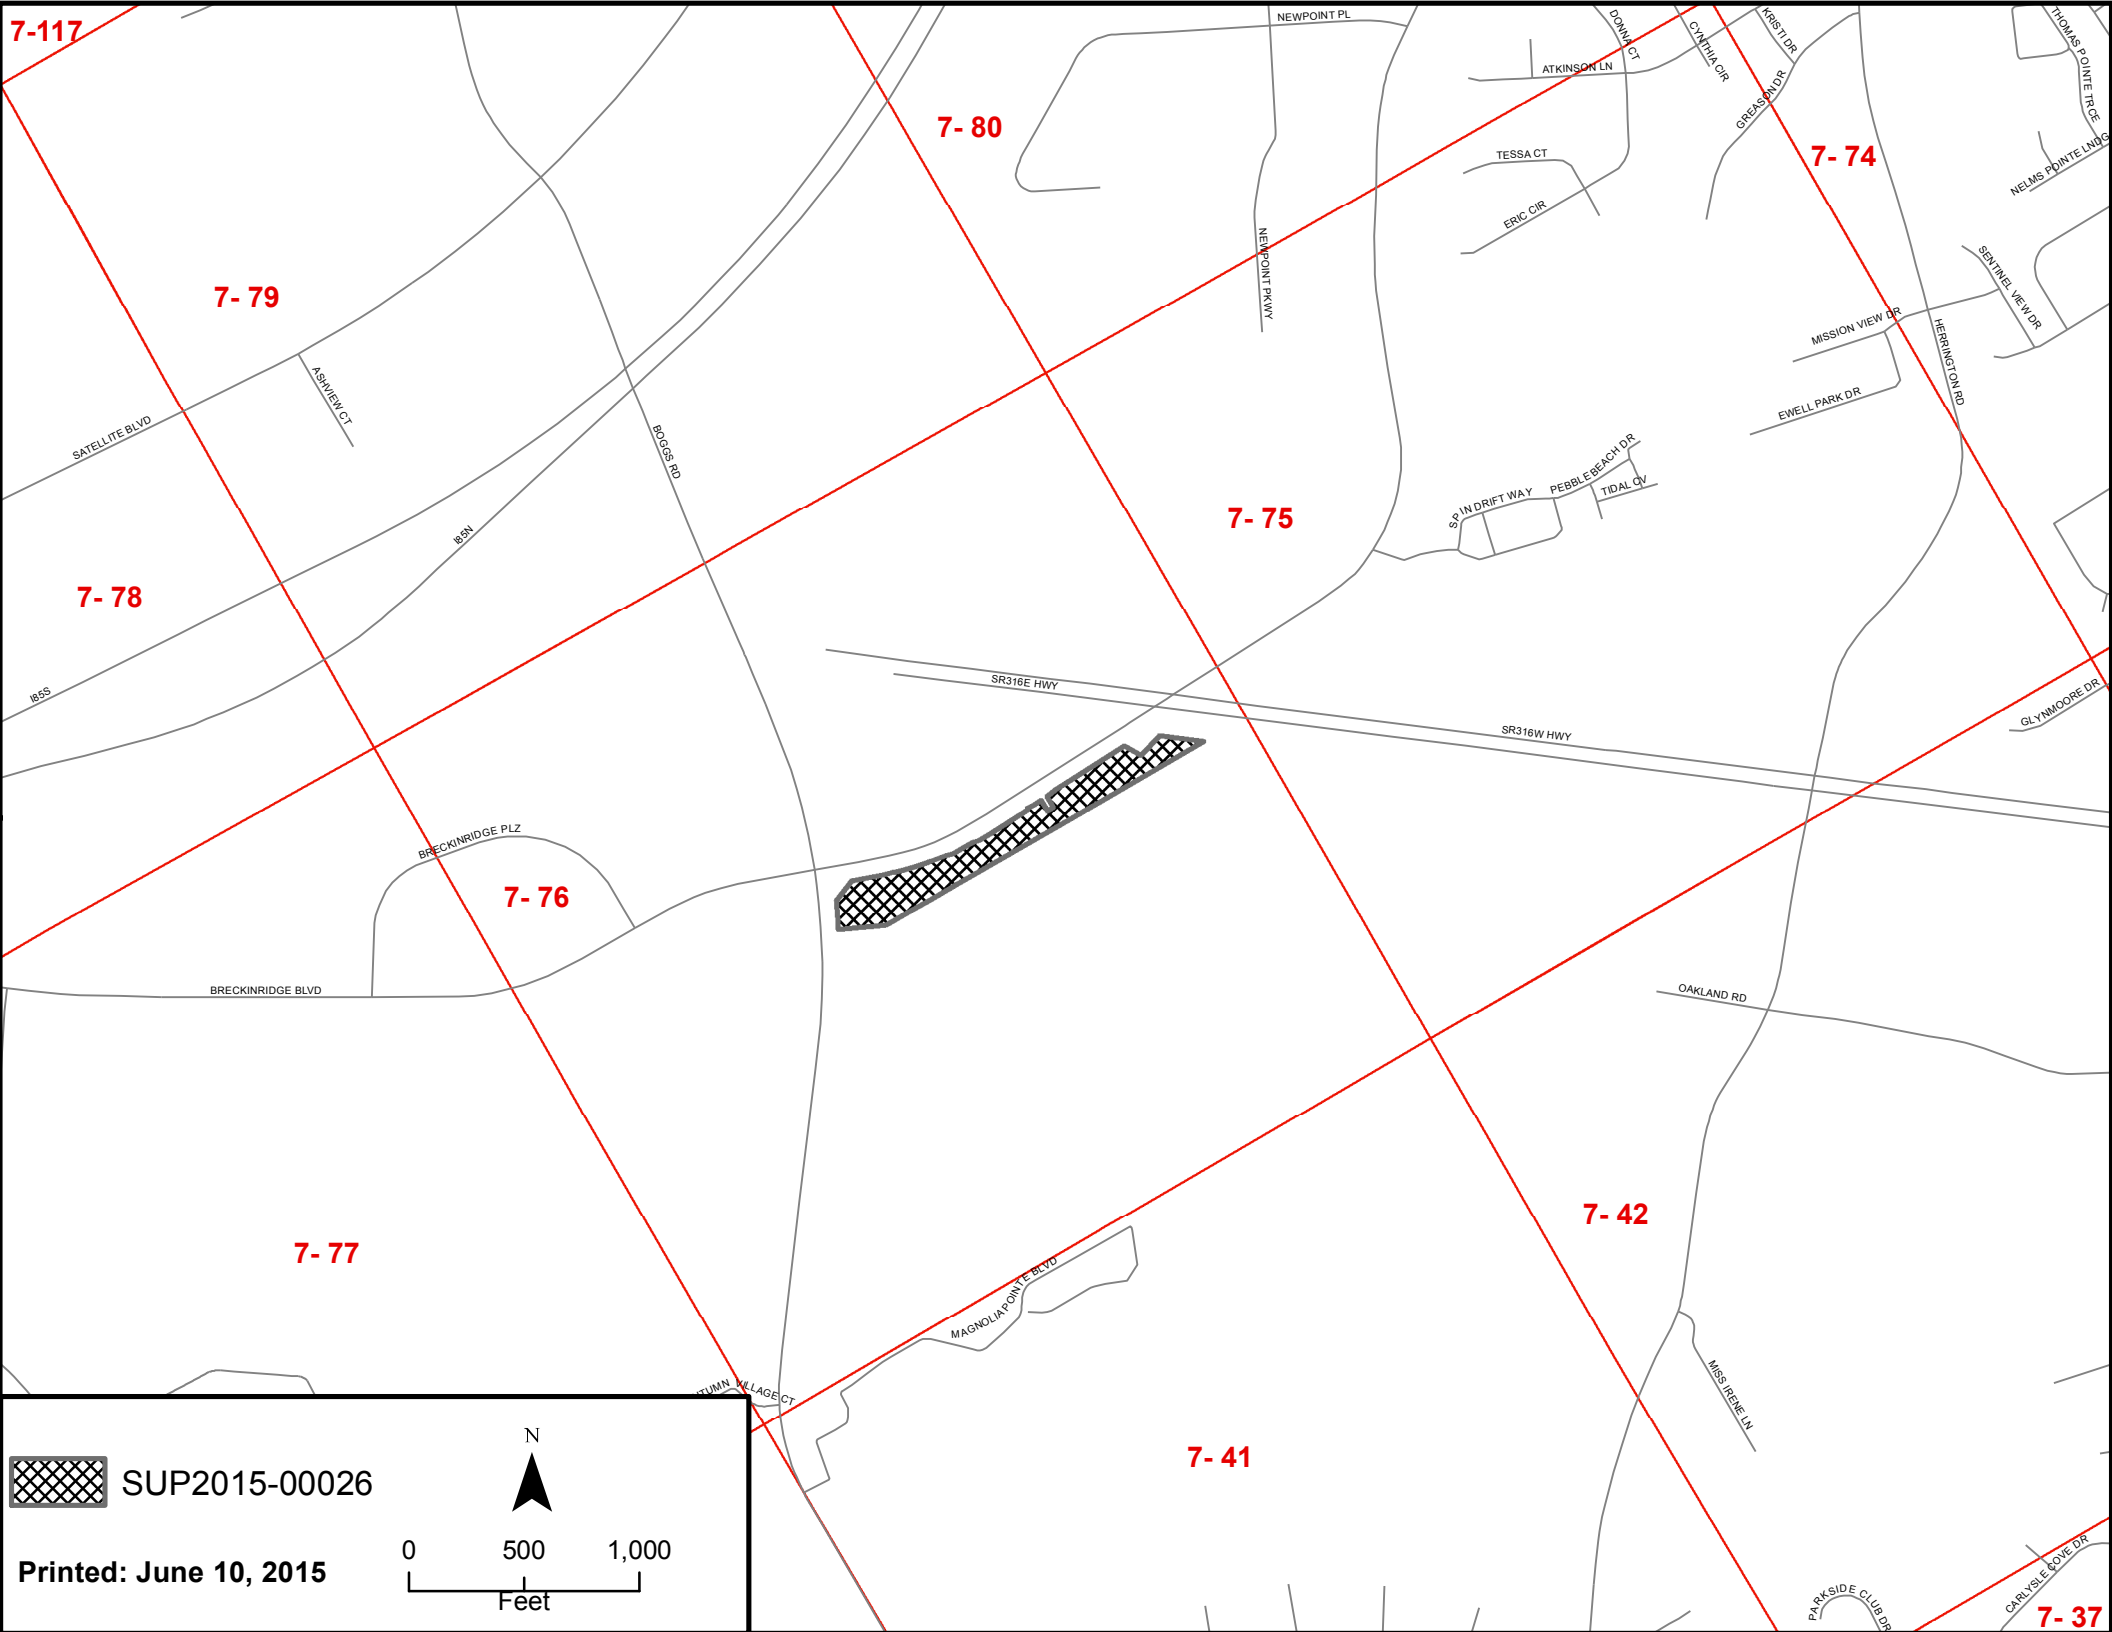 7-117
NEWPOINT PL
DONNA CT
CYNTHIA CIR
KRISTI DR
THOMAS POINTE TRCE
ATKINSON LN
GREASON DR
7- 80
7- 74
TESSA CT
NELMS POINTE LNDG
ERIC CIR
NEWPOINT PKWY
SENTINEL VIEW DR
7- 79
MISSION VIEW DR
HERRINGTON RD
ASHVIEW CT
EWELL PARK DR
SATELLITE BLVD
BOGGS RD
PEBBLE BEACH DR
TIDAL CV
SPINDRIFT WAY
7- 75
I85N
7- 78
I85S
SR316E HWY
GLYNMOORE DR
SR316W HWY
BRECKINRIDGE PLZ
7- 76
BRECKINRIDGE BLVD
OAKLAND RD
7- 42
7- 77
MAGNOLIA POINTE BLVD
VILLAGE CT
MISS IRENE LN
7- 41
N
SUP2015-00026
0 500 1,000
Feet
Printed: June 10, 2015
CARLYSLE COVE DR
PARKSIDE CLUB DR
7- 37